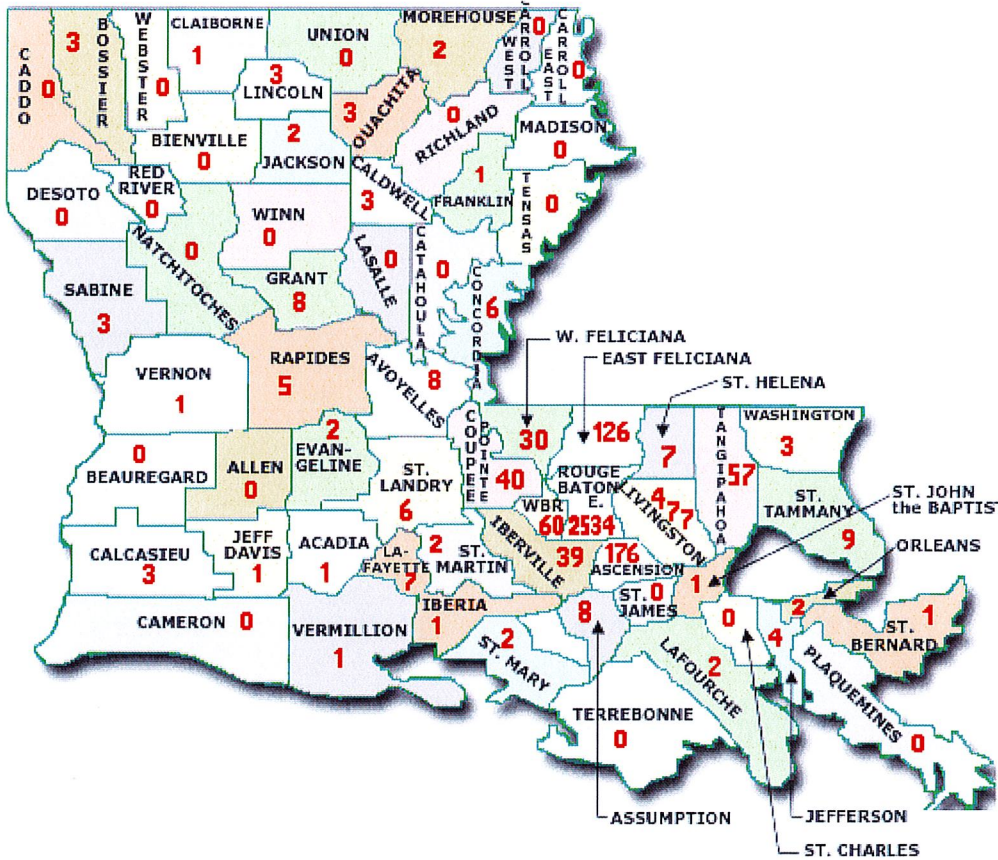 CADDO
0
3
BOSSIER
WEBSTER
0
CLAIBORNE
1
UNION
0
MOREHOUSE
2
WEST CARROLL
0
EAST CARROLL
0
3
LINCOLN
3
OUACHITA
0
RICHLAND
MADISON
0
BIENVILLE
0
2
JACKSON
CALDWELL
3
1
FRANKLIN
TENSAS
0
DESOTO
0
RED
RIVER
0
NATCHITOCHES
0
WINN
0
LASALLE
0
CATAHOULA
0
CONCORDIA
6
SABINE
3
GRANT
8
VERNON
1
RAPIDES
5
AVOYELLES
8
W. FELICIANA
30
EAST FELICIANA
126
ST. HELENA
7
TANGIPAHOA
57
WASHINGTON
3
0
BEAUREGARD
ALLEN
0
2
EVAN-
GELINE
ST.
LANDRY
6
POINTE
COUPEE
40
WBR
60
ROUGE
BATON
E.
2534
LIVINGSTON
477
ST.
TAMMANY
9
ST. JOHN
the BAPTIST
1
ORLEANS
2
CALCASIEU
3
JEFF
DAVIS
1
ACADIA
1
LA-
FAYETTE
7
2
ST.
MARTIN
IBERVILLE
39
176
ASCENSION
ST.
JAMES
0
0
4
1
ST.
BERNARD
CAMERON 0
VERMILLION
1
IBERIA
1
2
ST. MARY
8
LAFOURCHE
2
PLAQUEMINES
0
TERREBONNE
0
ASSUMPTION
JEFFERSON
ST. CHARLES